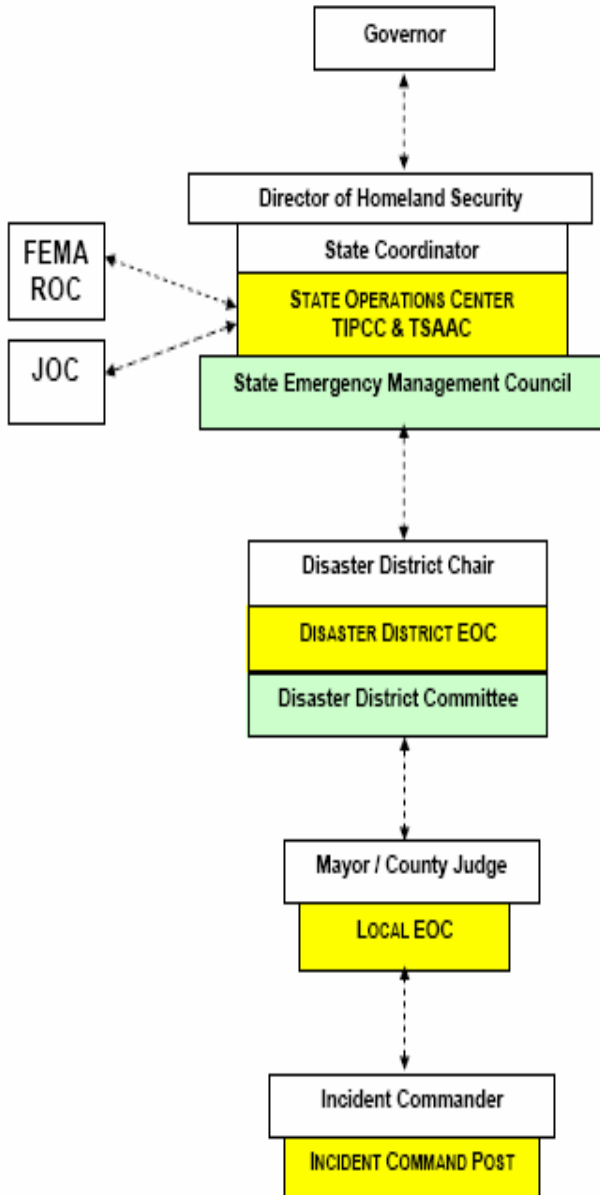 Governor
Director of Homeland Security
State Coordinator
FEMA
ROC
STATE OPERATIONS CENTER
TIPCC & TSAAC
JOC
State Emergency Management Council
Disaster District Chair
DISASTER DISTRICT EOC
Disaster District Committee
Mayor / County Judge
LOCAL EOC
Incident Commander
INCIDENT COMMAND POST